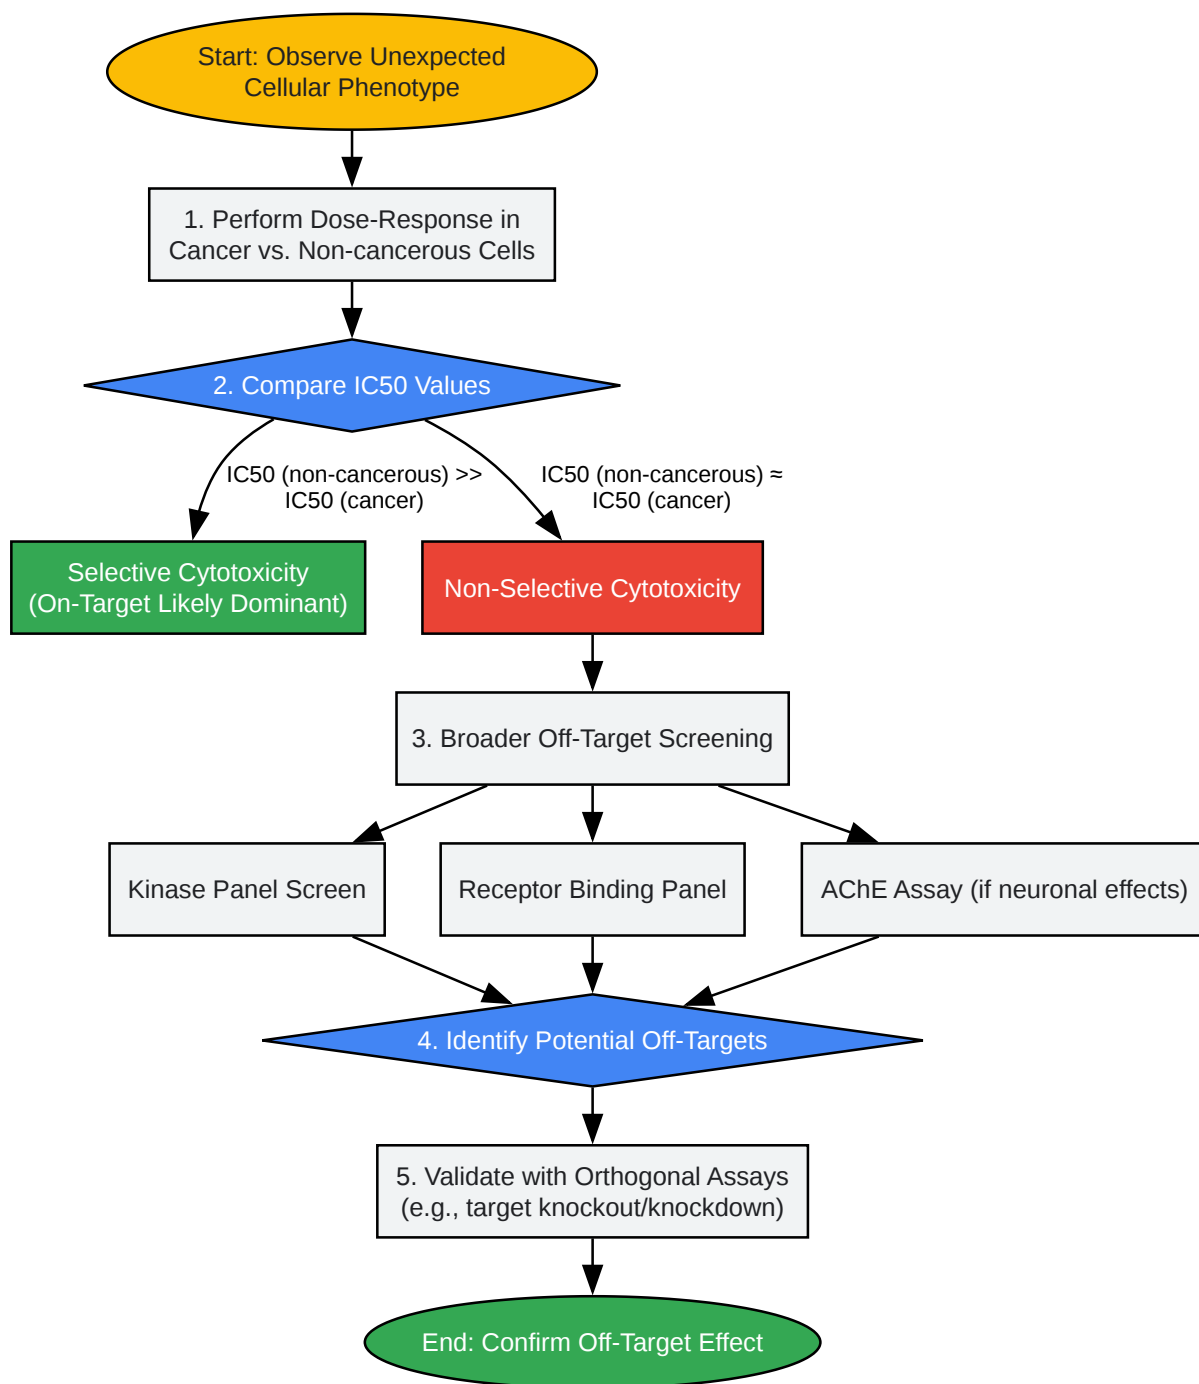 Start: Observe Unexpected
Cellular Phenotype
1. Perform Dose-Response in
Cancer vs. Non-cancerous Cells
2. Compare IC50 Values
IC50 (non-cancerous) >>
IC50 (cancer)
IC50 (non-cancerous) ≈
IC50 (cancer)
Selective Cytotoxicity
(On-Target Likely Dominant)
Non-Selective Cytotoxicity
3. Broader Off-Target Screening
Kinase Panel Screen
Receptor Binding Panel
AChE Assay (if neuronal effects)
4. Identify Potential Off-Targets
5. Validate with Orthogonal Assays
(e.g., target knockout/knockdown)
End: Confirm Off-Target Effect